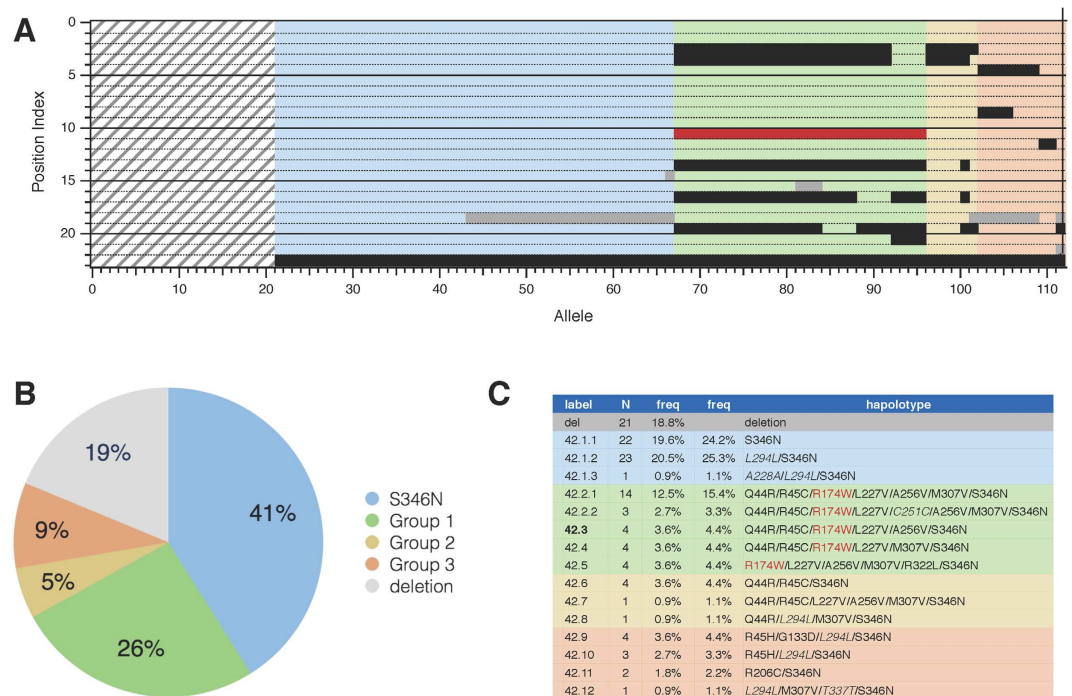 A
0
5
10
15
20
Position Index
0 10 20 30 40 50 60 70 80 90 100 110
Allele
B
41%
26%
5%
9%
19%
S346N
Group 1
Group 2
Group 3
deletion
C
label N freq freq hapolotype
del 21 18.8% deletion
42.1.1 22 19.6% 24.2% S346N
42.1.2 23 20.5% 25.3% L294L/S346N
42.1.3 1 0.9% 1.1% A228A/L294L/S346N
42.2.1 14 12.5% 15.4% Q44R/R45C/R174W/L227V/A256V/M307V/S346N
42.2.2 3 2.7% 3.3% Q44R/R45C/R174W/L227V/C251C/A256V/M307V/S346N
42.3 4 3.6% 4.4% Q44R/R45C/R174W/L227V/A256V/S346N
42.4 4 3.6% 4.4% Q44R/R45C/R174W/L227V/M307V/S346N
42.5 4 3.6% 4.4% R174W/L227V/A256V/M307V/R322L/S346N
42.6 4 3.6% 4.4% Q44R/R45C/S346N
42.7 1 0.9% 1.1% Q44R/R45C/L227V/A256V/M307V/S346N
42.8 1 0.9% 1.1% Q44R/L294L/M307V/S346N
42.9 4 3.6% 4.4% R45H/G133D/L294L/S346N
42.10 3 2.7% 3.3% R45H/L294L/S346N
42.11 2 1.8% 2.2% R206C/S346N
42.12 1 0.9% 1.1% L294L/M307V/T337T/S346N